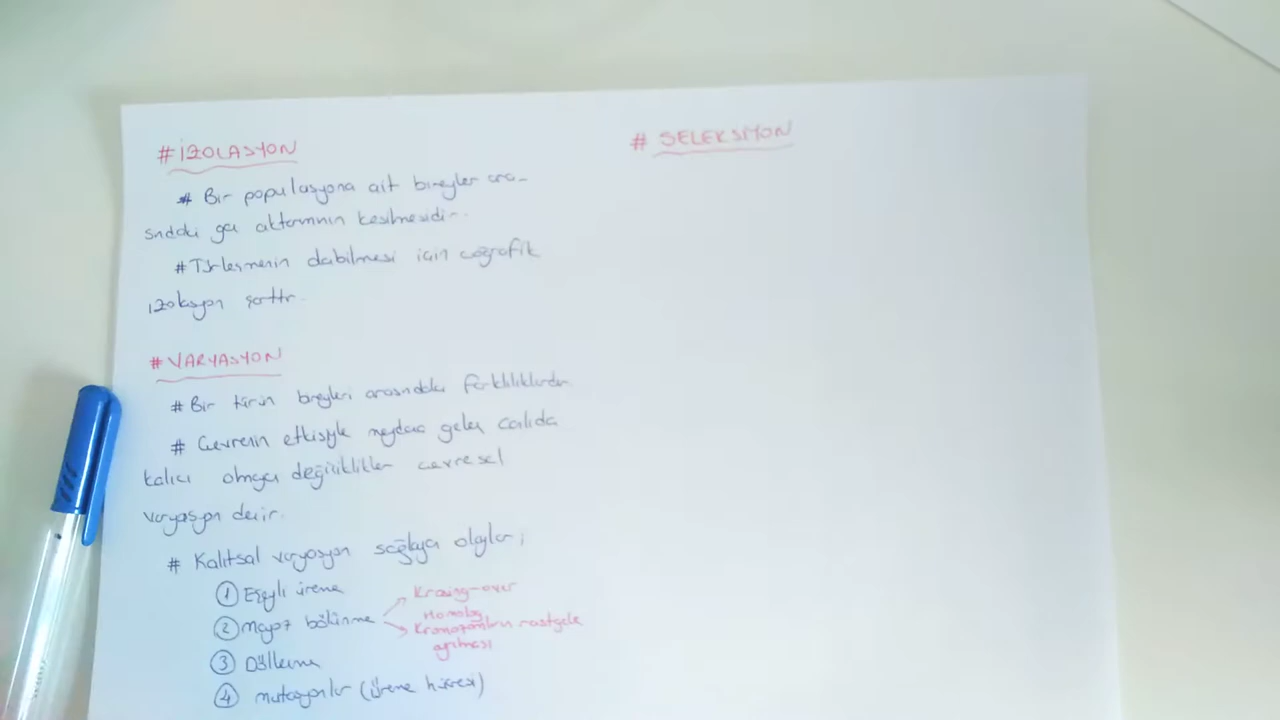 #İZOLASYON
# Bir populasyona ait bireyler ara-
sındaki gen aktarımının kesilmesidir.
#Türleşmenin olabilmesi için coğrafik
izolasyon şarttır.
#VARYASYON
# Bir türün bireyleri arasındaki farklılıklardır
# Çevrenin etkisiyle meydana gelen
kalıcı olmayan değişiklikler çevresel
varyasyon denir.
# Kalıtsal varyasyon sağlayan olaylar;
① Eşeyli üreme
② Mayoz bölünme
Krosing-over
Homolog
Kromozomların rastgele
ayrılması
③ Döllenme
④ mutasyonlar (Üreme hücresi)
# SELEKSİYON